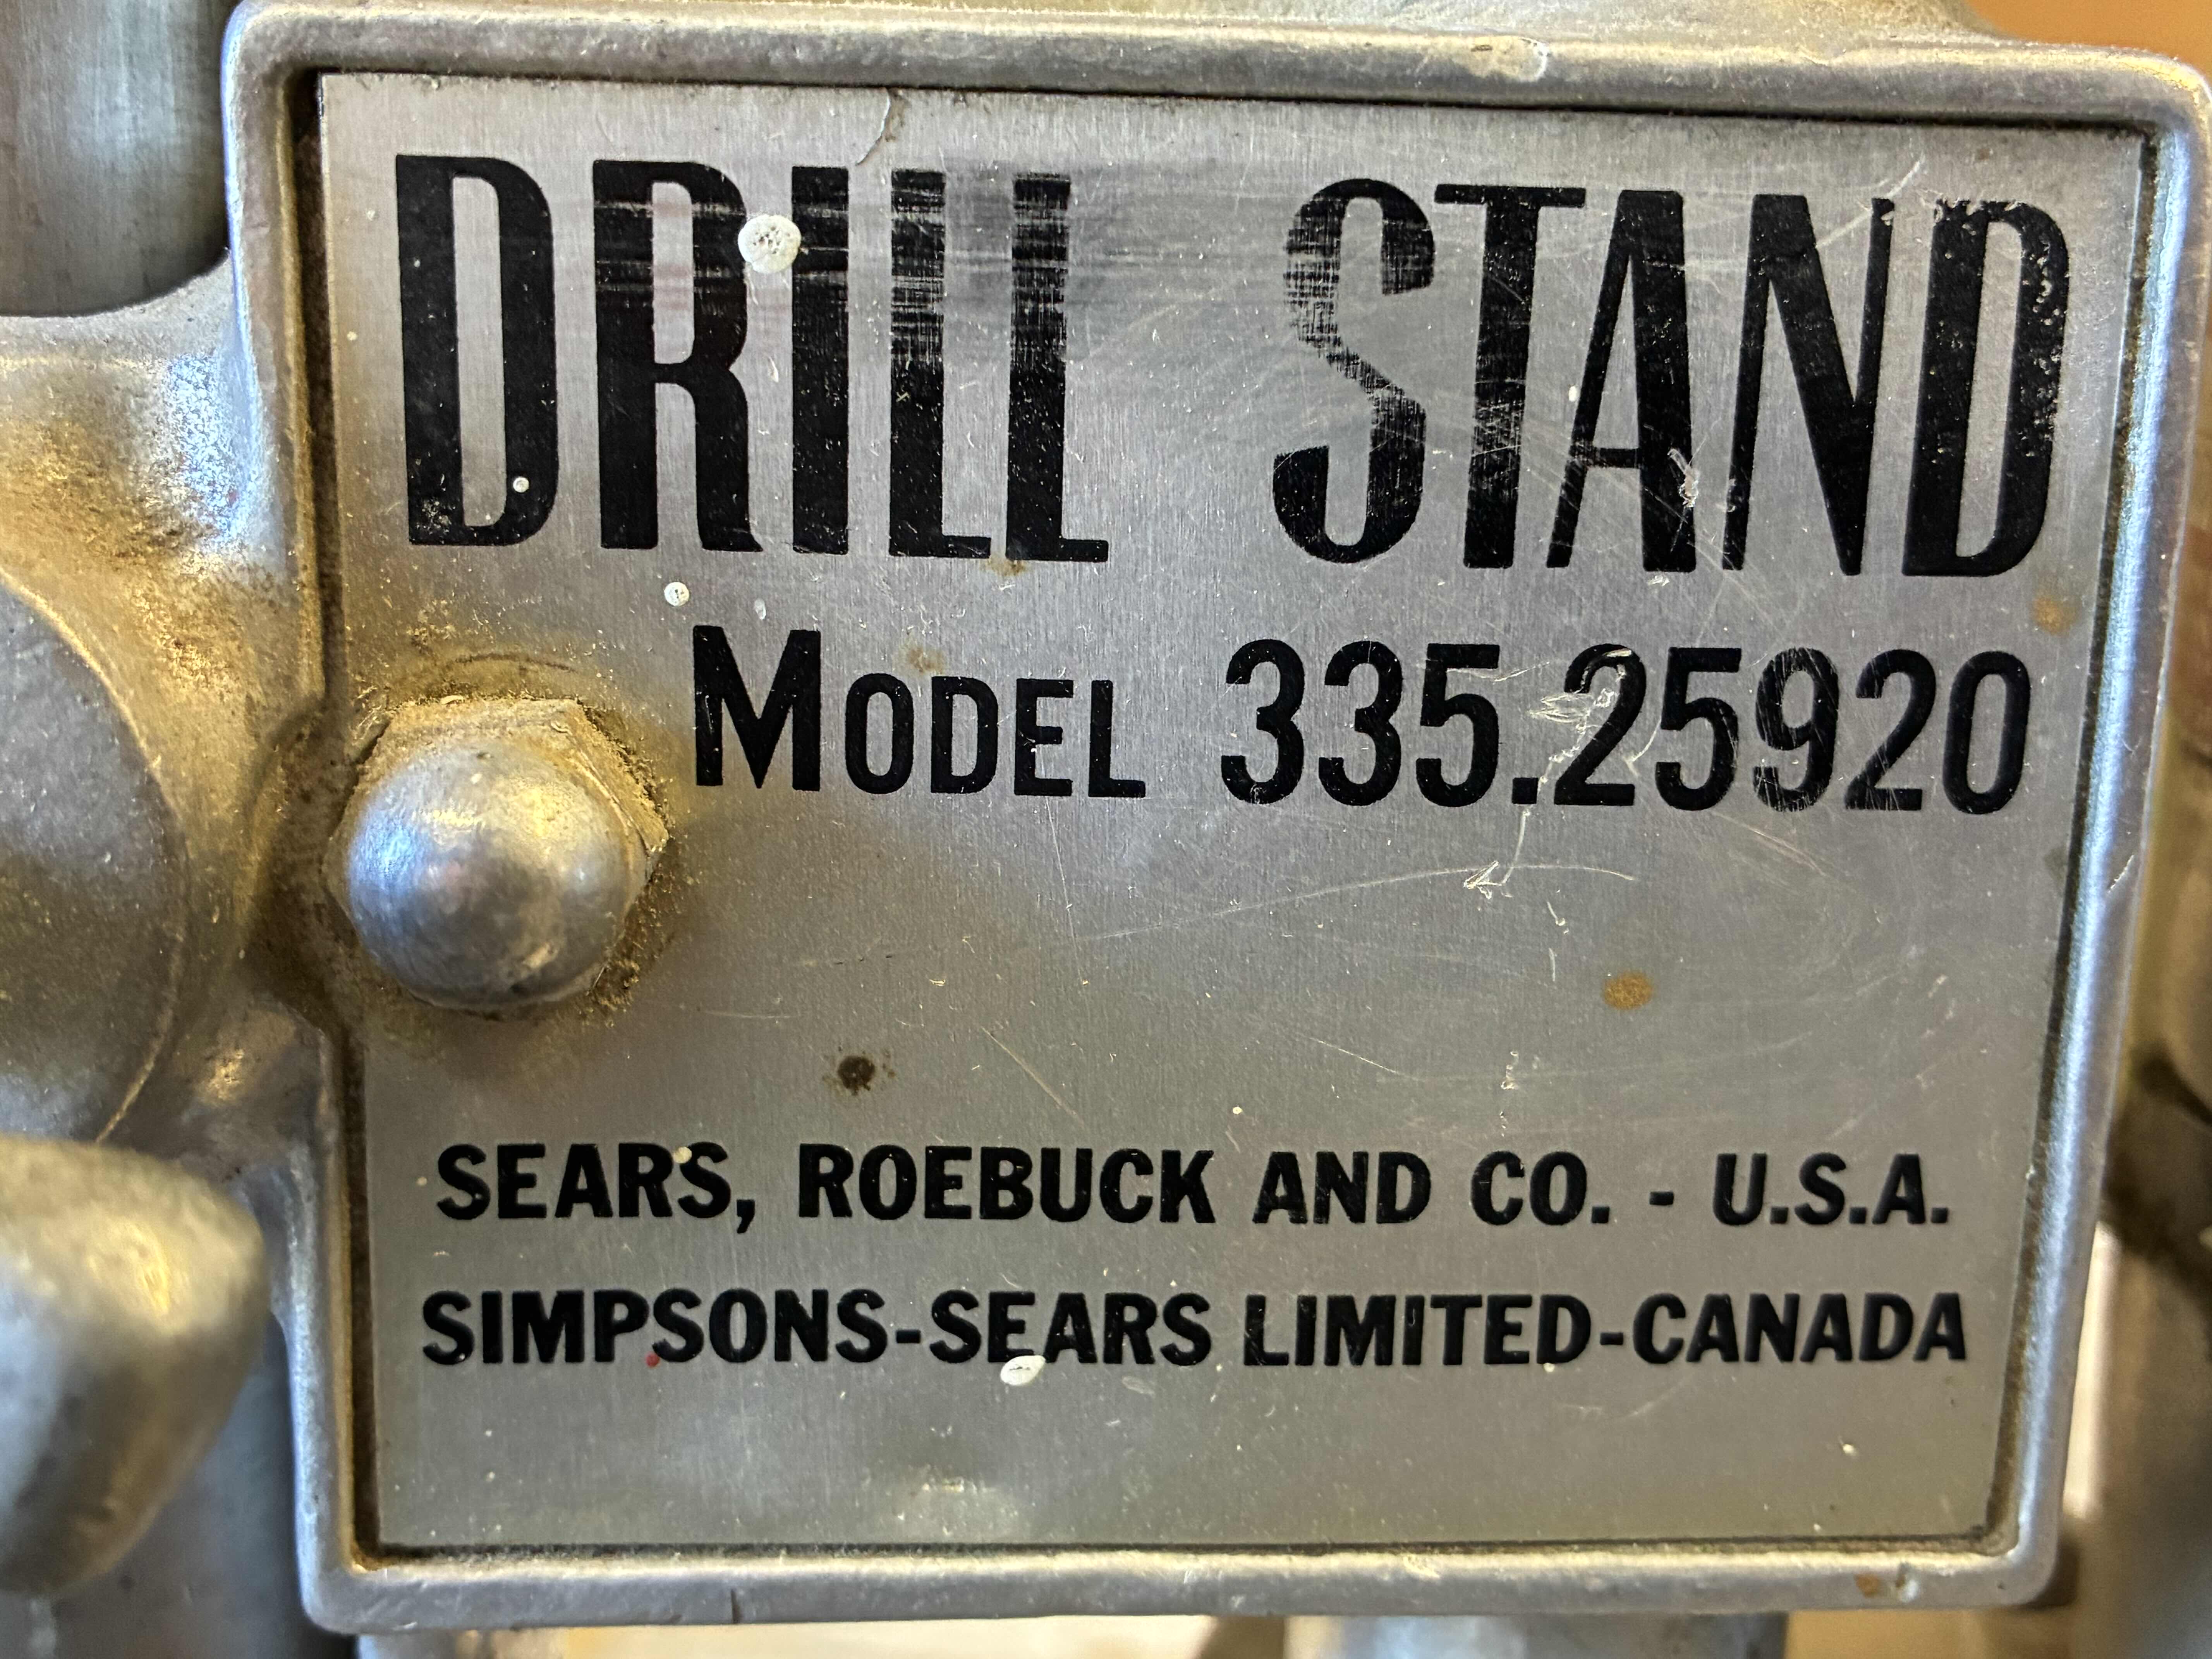 DRILL STAND
MODEL 335.25920
SEARS, ROEBUCK AND CO. - U.S.A.
SIMPSONS-SEARS LIMITED-CANADA